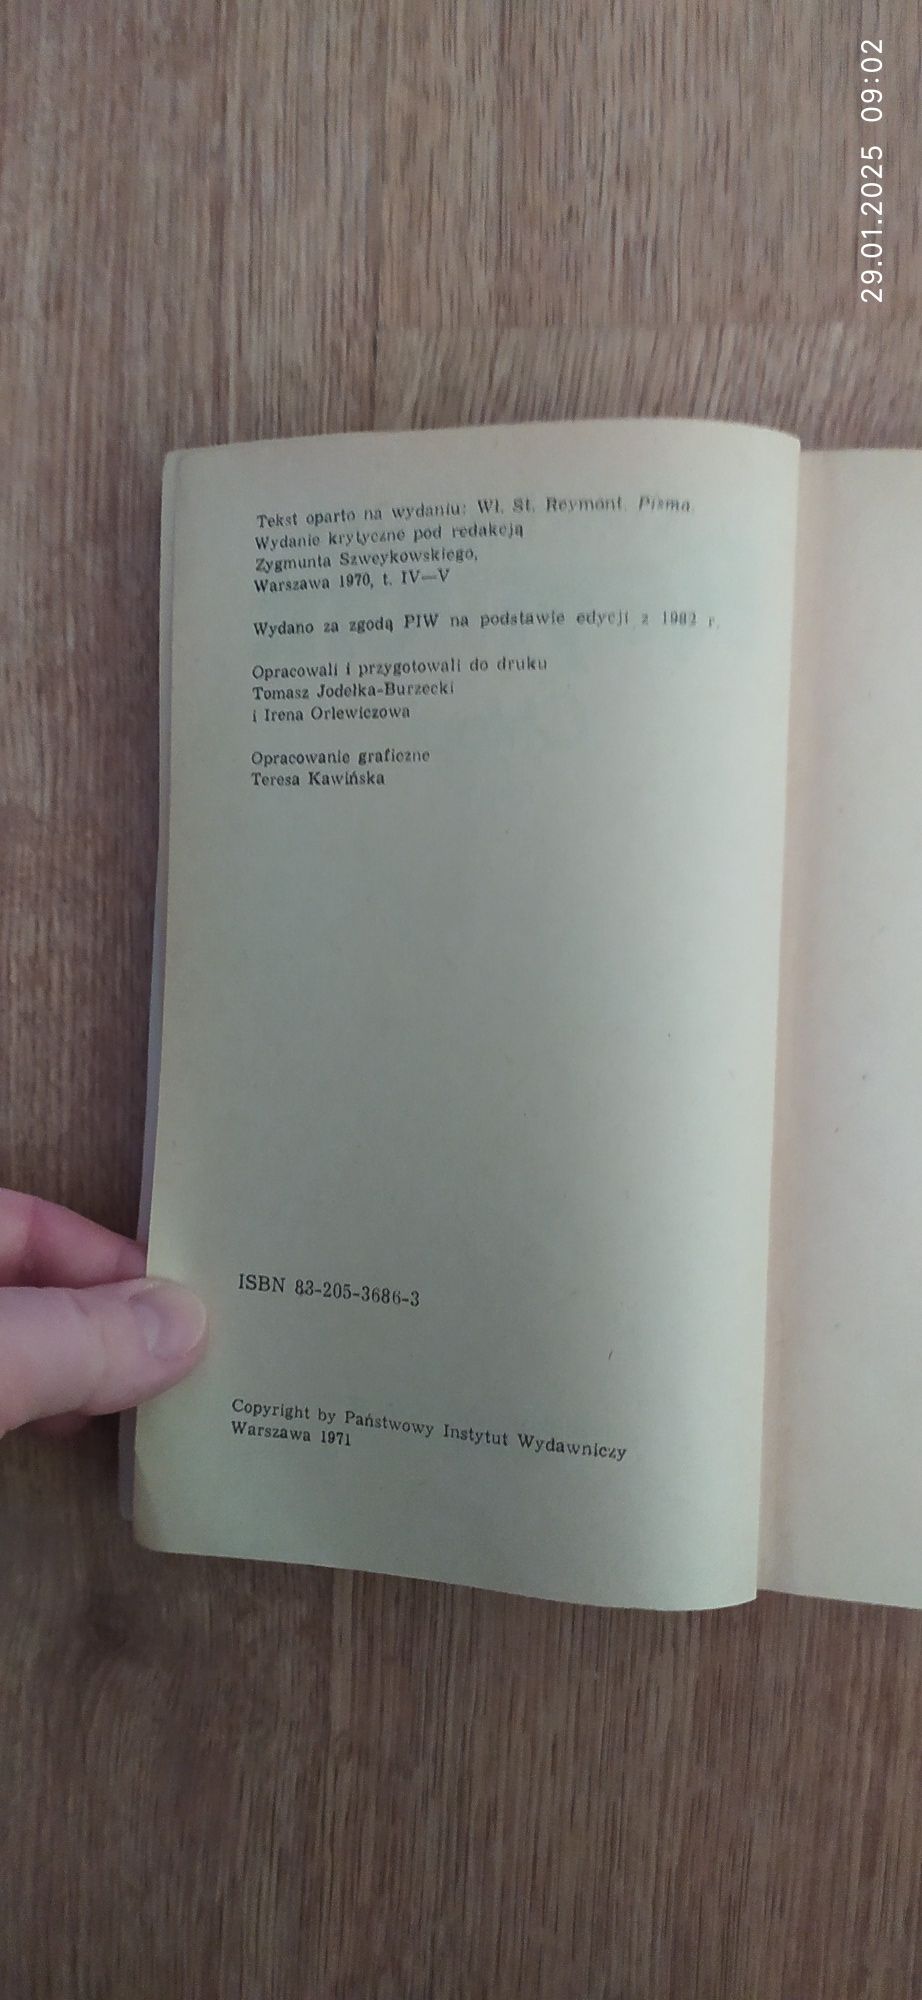 29.01.2025 09:02
Tekst oparto na wydaniu: Wł. St. Reymont, Pisma.
Wydanie krytyczne pod redakcją
Zygmunta Szweykowskiego,
Warszawa 1970, t. IV—V
Wydano za zgodą PIW na podstawie edycji z 1982 r.
Opracowali i przygotowali do druku
Tomasz Jodełka-Burzecki
i Irena Orlewiczowa
Opracowanie graficzne
Teresa Kawińska
ISBN 83-205-3686-3
Copyright by Państwowy Instytut Wydawniczy
Warszawa 1971